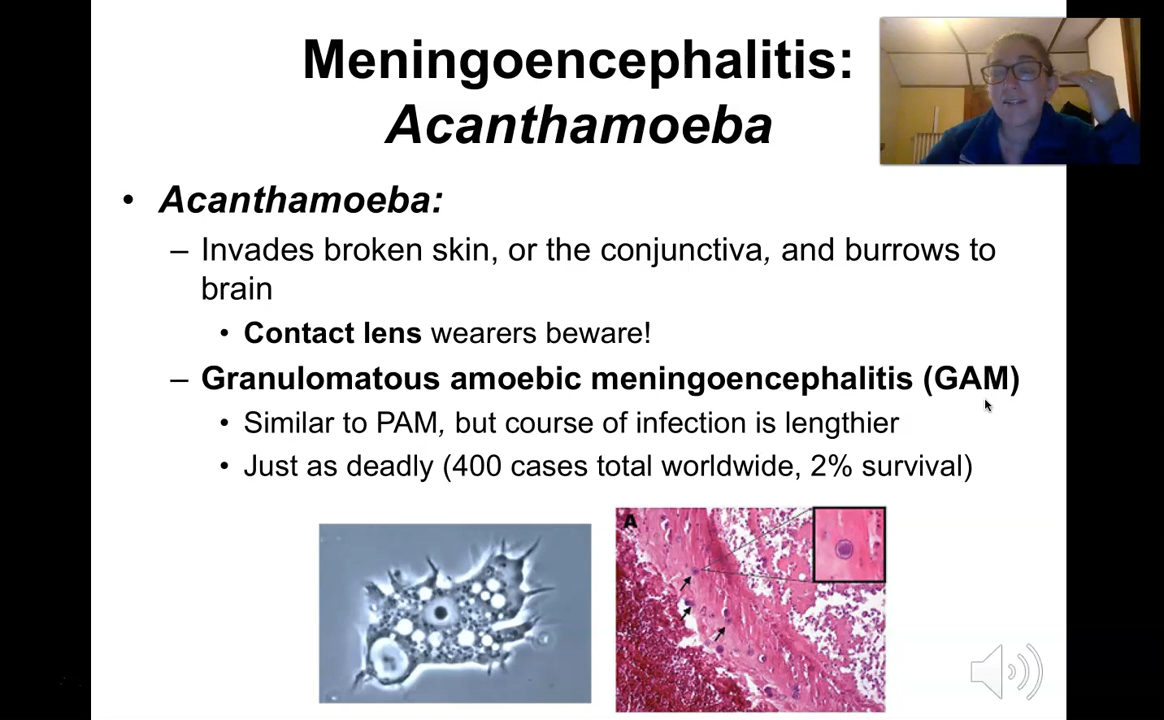 Meningoencephalitis:
Acanthamoeba
• Acanthamoeba:
– Invades broken skin, or the conjunctiva, and burrows to
brain
• Contact lens wearers beware!
– Granulomatous amoebic meningoencephalitis (GAM)
• Similar to PAM, but course of infection is lengthier
• Just as deadly (400 cases total worldwide, 2% survival)
A